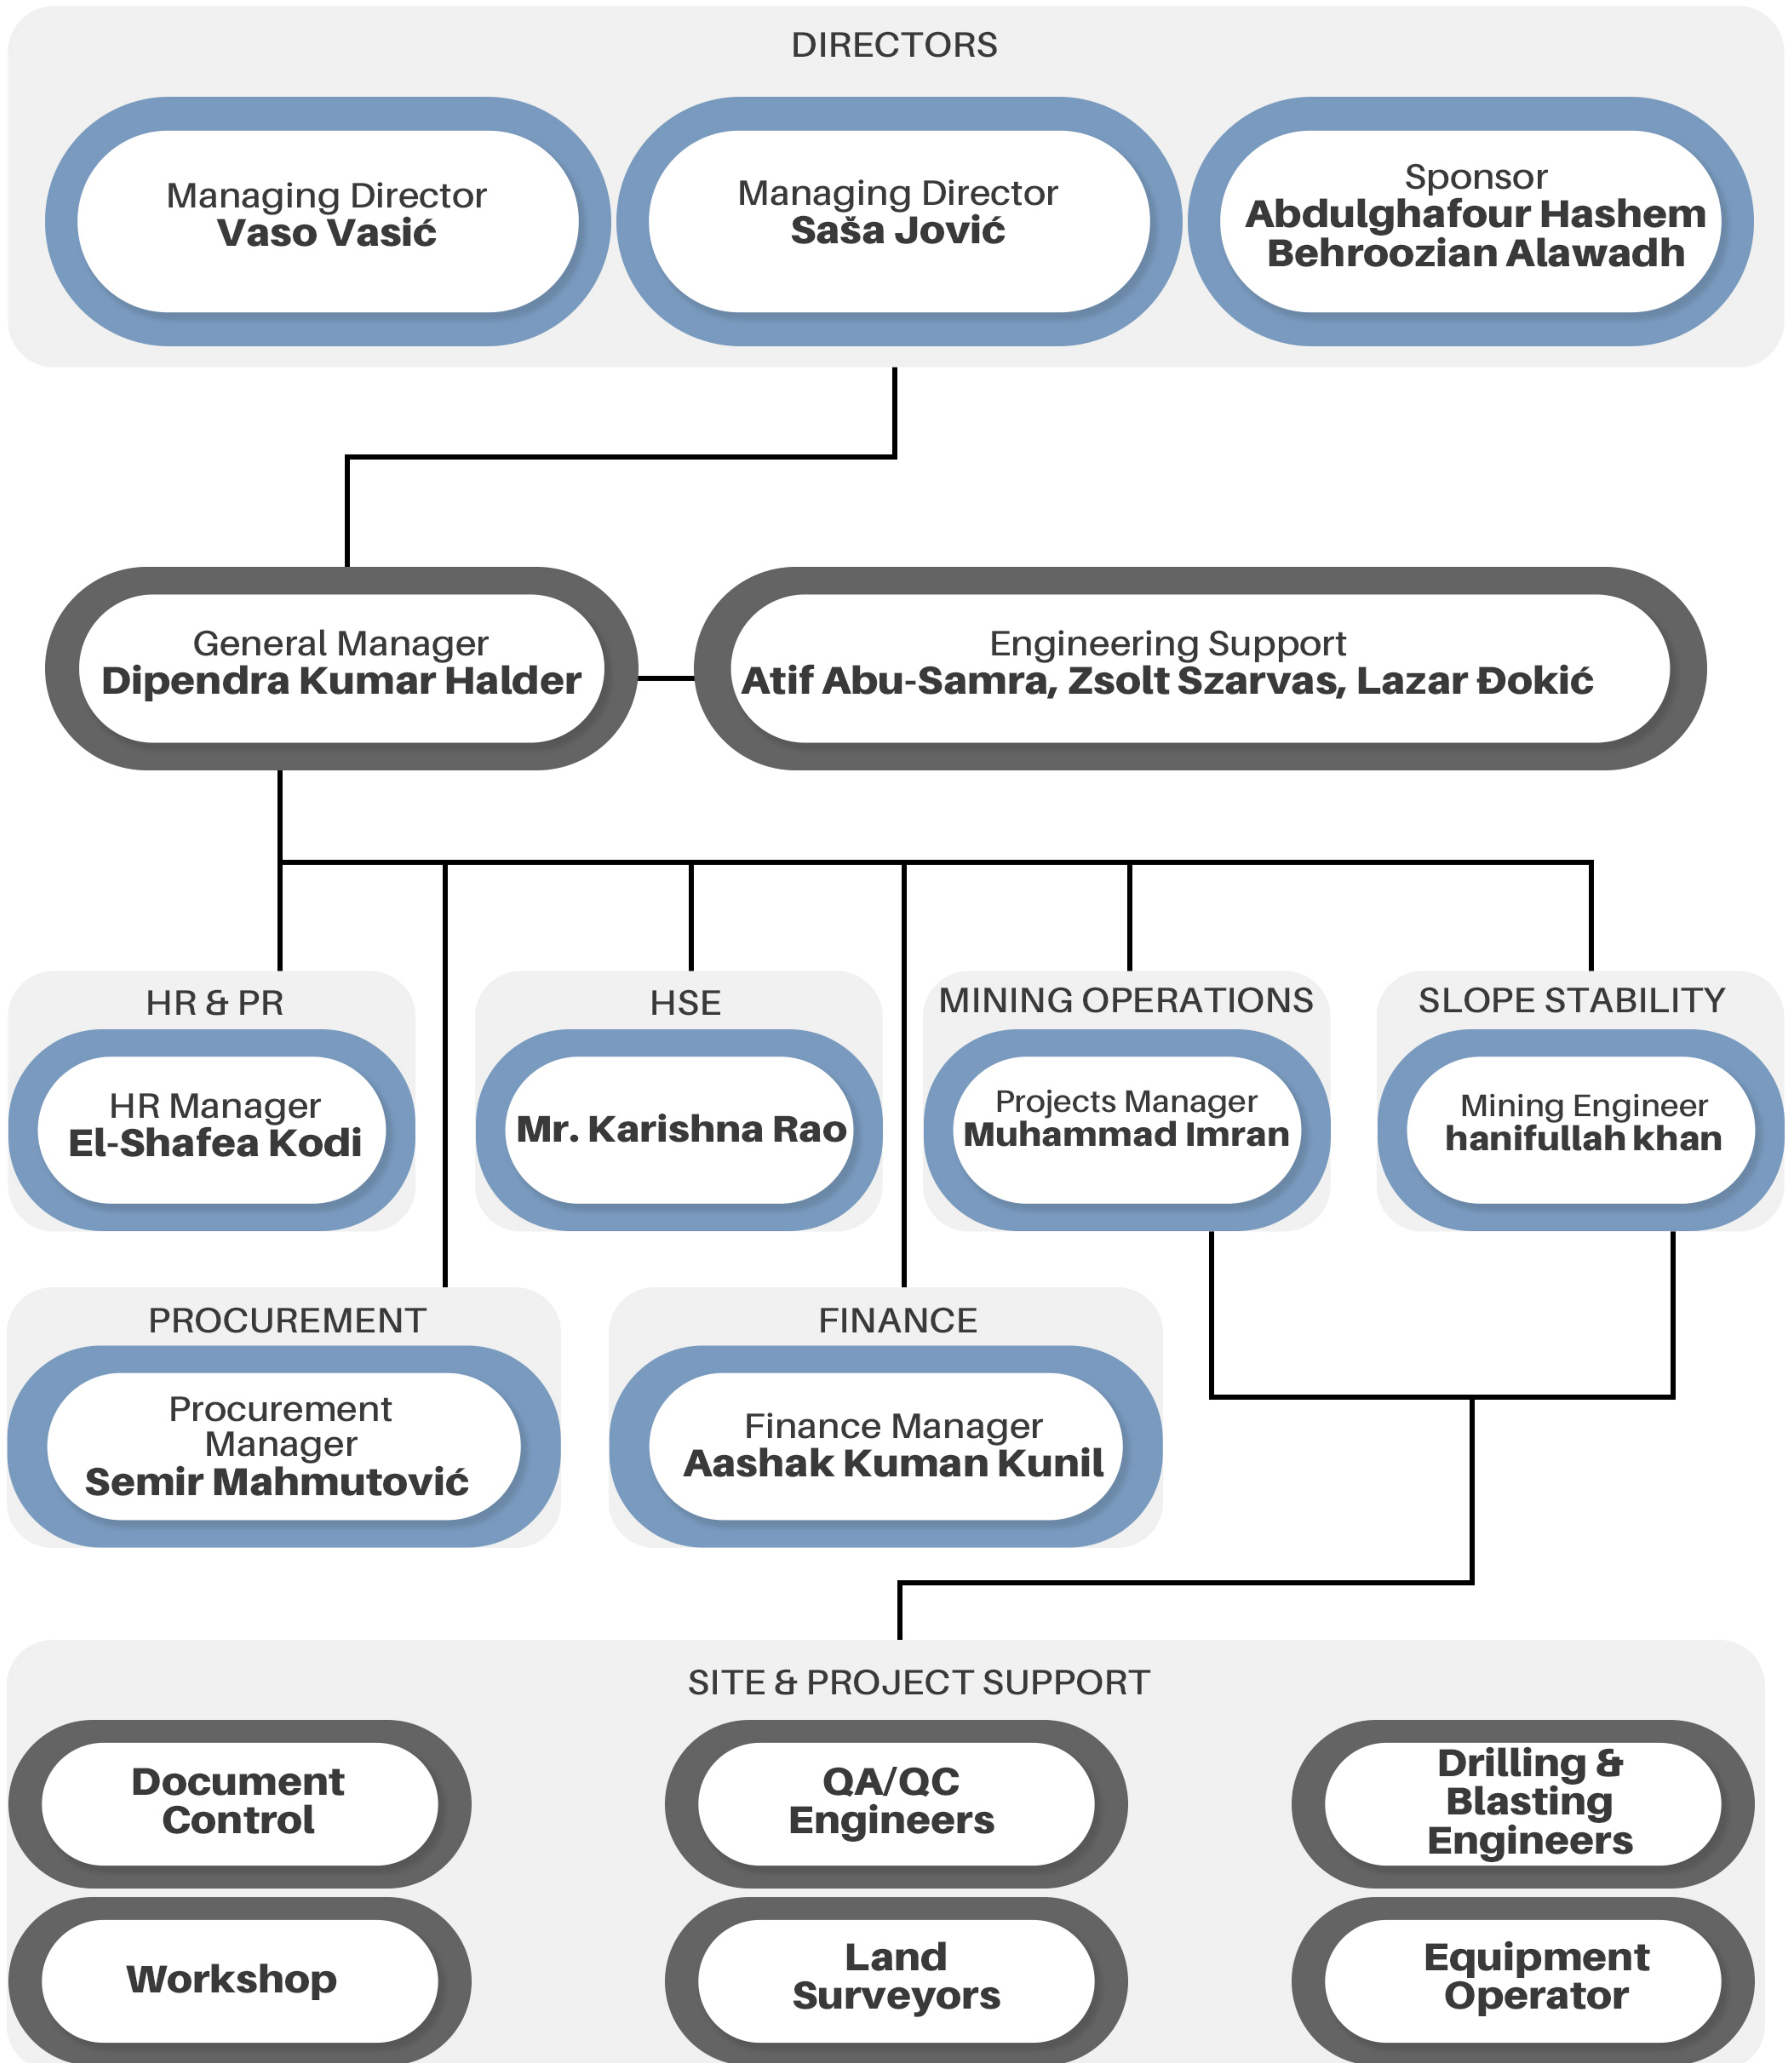 DIRECTORS
Managing Director
Vaso Vasić
Managing Director
Saša Jović
Sponsor
Abdulghafour Hashem
Behroozian Alawadh
General Manager
Dipendra Kumar Halder
Engineering Support
Atif Abu-Samra, Zsolt Szarvas, Lazar Đokić
HR & PR
HR Manager
El-Shafea Kodi
HSE
Mr. Karishna Rao
MINING OPERATIONS
Projects Manager
Muhammad Imran
SLOPE STABILITY
Mining Engineer
hanifullah khan
PROCUREMENT
Procurement
Manager
Semir Mahmutović
FINANCE
Finance Manager
Aashak Kuman Kunil
SITE & PROJECT SUPPORT
Document
Control
QA/QC
Engineers
Drilling &
Blasting
Engineers
Workshop
Land
Surveyors
Equipment
Operator